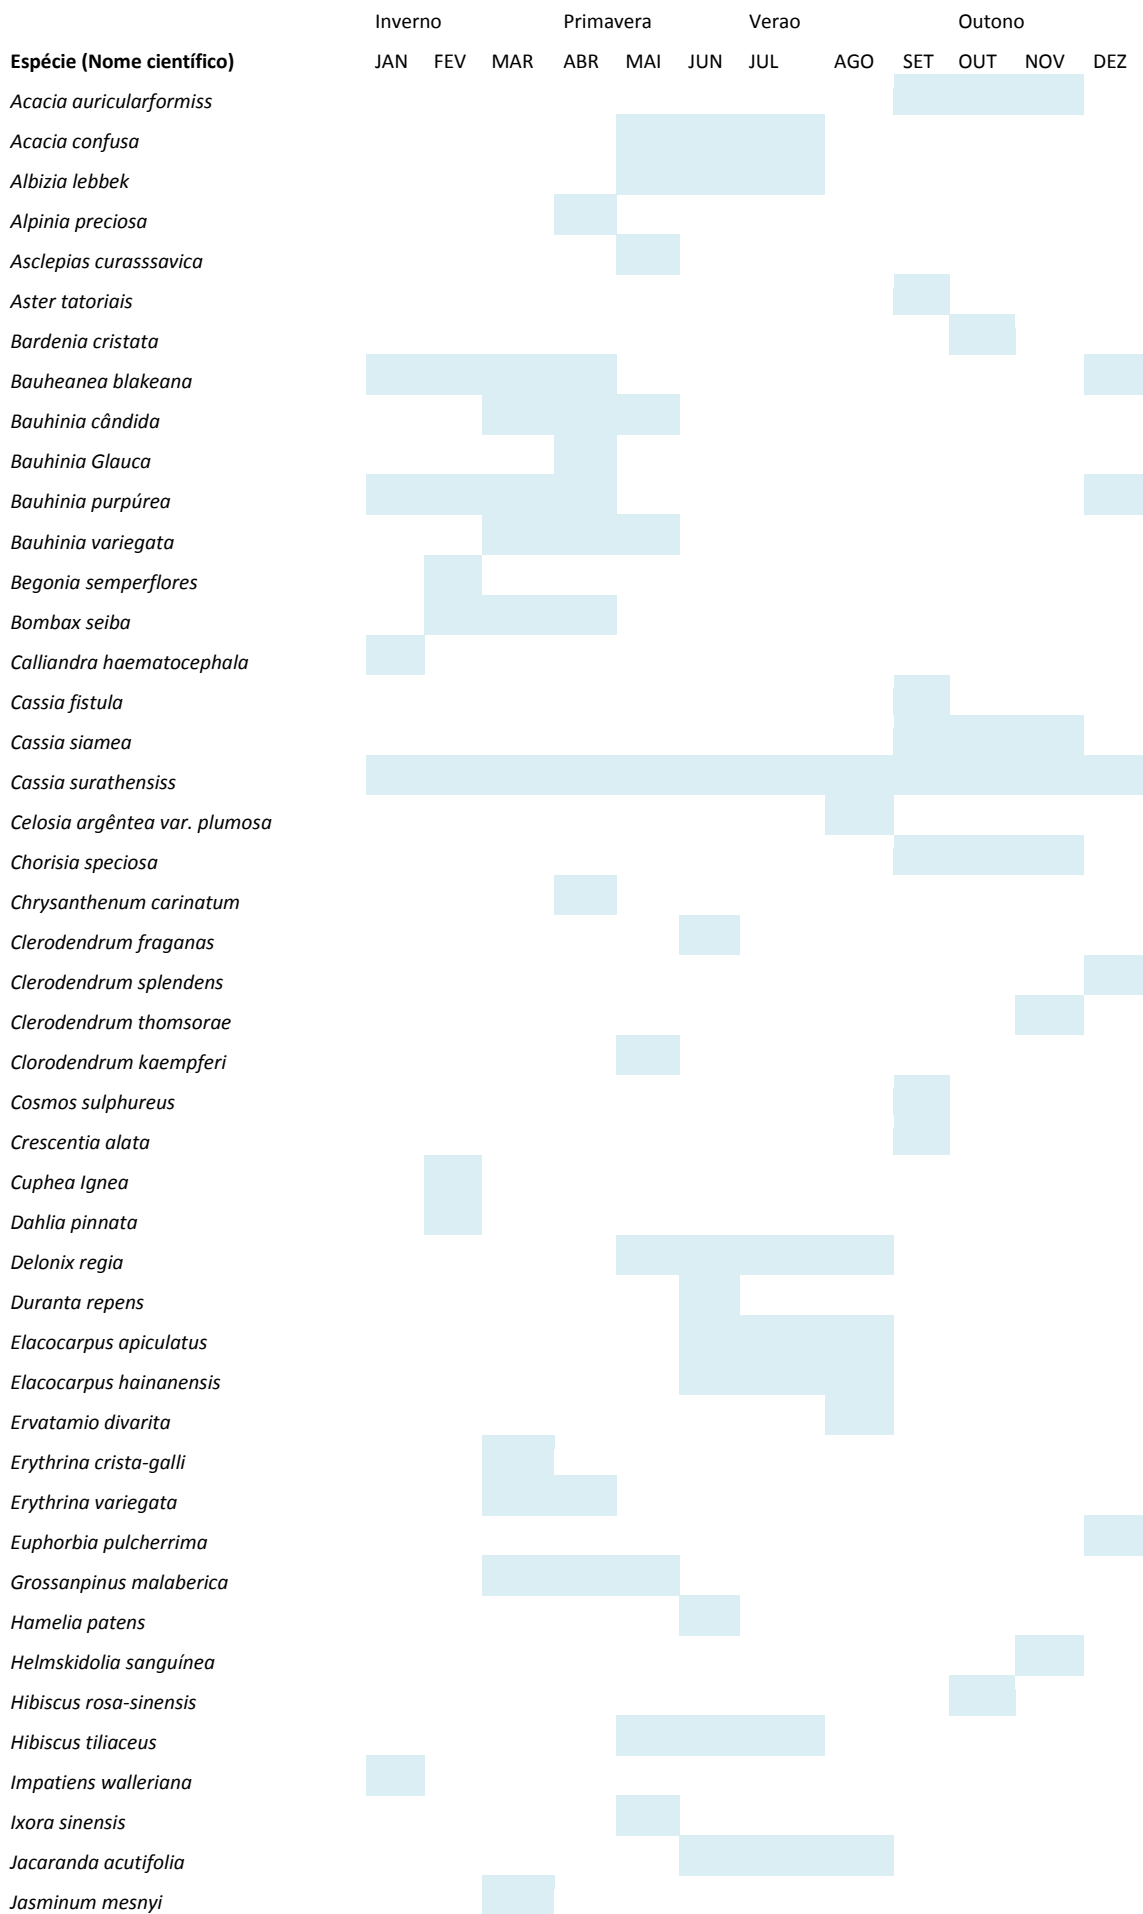 Inverno Primavera Verao Outono
Espécie (Nome científico) JAN FEV MAR ABR MAI JUN JUL AGO SET OUT NOV DEZ
Acacia auricularformiss
Acacia confusa
Albizia lebbek
Alpinia preciosa
Asclepias curasssavica
Aster tatoriais
Bardenia cristata
Bauheanea blakeana
Bauhinia cândida
Bauhinia Glauca
Bauhinia purpúrea
Bauhinia variegata
Begonia semperflores
Bombax seiba
Calliandra haematocephala
Cassia fistula
Cassia siamea
Cassia surathensiss
Celosia argêntea var. plumosa
Chorisia speciosa
Chrysanthenum carinatum
Clerodendrum fraganas
Clerodendrum splendens
Clerodendrum thomsorae
Clorodendrum kaempferi
Cosmos sulphureus
Crescentia alata
Cuphea Ignea
Dahlia pinnata
Delonix regia
Duranta repens
Elacocarpus apiculatus
Elacocarpus hainanensis
Ervatamio divarita
Erythrina crista-galli
Erythrina variegata
Euphorbia pulcherrima
Grossanpinus malaberica
Hamelia patens
Helmskidolia sanguínea
Hibiscus rosa-sinensis
Hibiscus tiliaceus
Impatiens walleriana
Ixora sinensis
Jacaranda acutifolia
Jasminum mesnyi